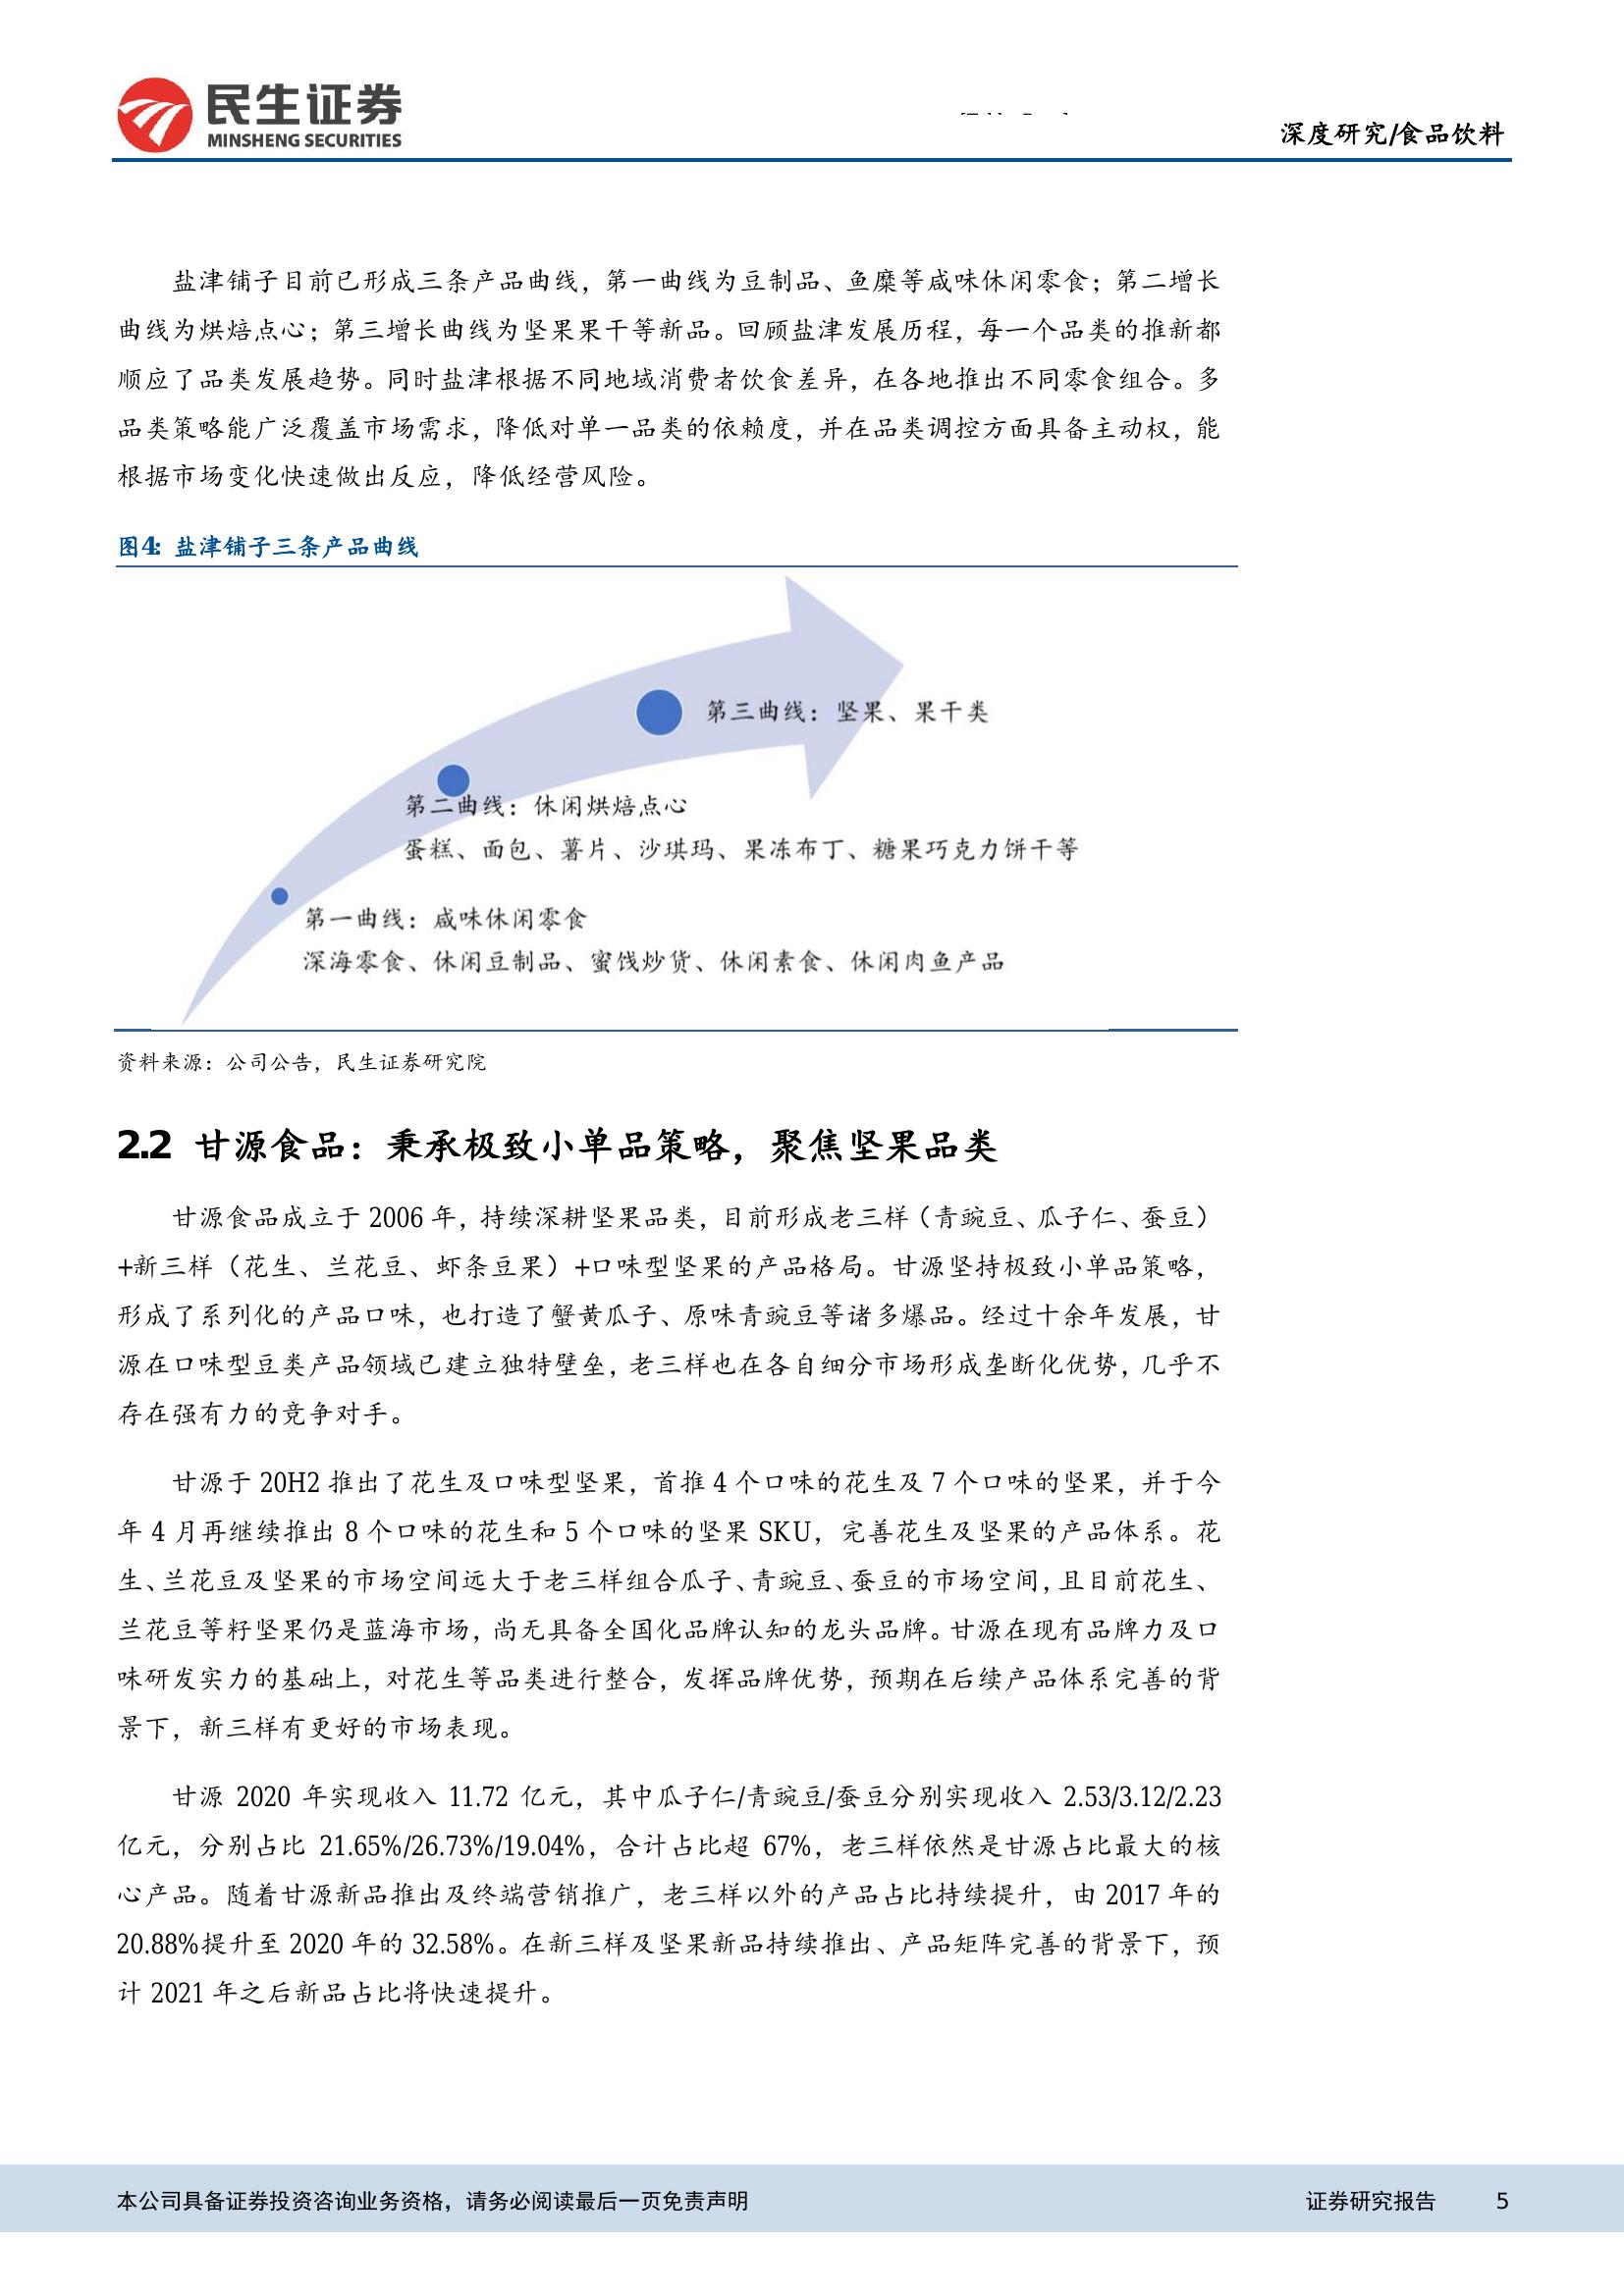 民生证券
MINSHENG SECURITIES
深度研究/食品饮料
盐津铺子目前已形成三条产品曲线，第一曲线为豆制品、鱼糜等咸味休闲零食；第二增长
曲线为烘焙点心；第三增长曲线为坚果果干等新品。回顾盐津发展历程，每一个品类的推新都
顺应了品类发展趋势。同时盐津根据不同地域消费者饮食差异，在各地推出不同零食组合。多
品类策略能广泛覆盖市场需求，降低对单一品类的依赖度，并在品类调控方面具备主动权，能
根据市场变化快速做出反应，降低经营风险。
图4: 盐津铺子三条产品曲线
第三曲线：坚果、果干类
第二曲线：休闲烘焙点心
蛋糕、面包、薯片、沙琪玛、果冻布丁、糖果巧克力饼干等
第一曲线：咸味休闲零食
深海零食、休闲豆制品、蜜饯炒货、休闲素食、休闲肉鱼产品
资料来源：公司公告，民生证券研究院
2.2 甘源食品：秉承极致小单品策略，聚焦坚果品类
甘源食品成立于 2006 年，持续深耕坚果品类，目前形成老三样（青豌豆、瓜子仁、蚕豆）
+新三样（花生、兰花豆、虾条豆果）+口味型坚果的产品格局。甘源坚持极致小单品策略，
形成了系列化的产品口味，也打造了蟹黄瓜子、原味青豌豆等诸多爆品。经过十余年发展，甘
源在口味型豆类产品领域已建立独特壁垒，老三样也在各自细分市场形成垄断化优势，几乎不
存在强有力的竞争对手。
甘源于 20H2 推出了花生及口味型坚果，首推 4 个口味的花生及 7 个口味的坚果，并于今
年 4 月再继续推出 8 个口味的花生和 5 个口味的坚果 SKU，完善花生及坚果的产品体系。花
生、兰花豆及坚果的市场空间远大于老三样组合瓜子、青豌豆、蚕豆的市场空间，且目前花生、
兰花豆等籽坚果仍是蓝海市场，尚无具备全国化品牌认知的龙头品牌。甘源在现有品牌力及口
味研发实力的基础上，对花生等品类进行整合，发挥品牌优势，预期在后续产品体系完善的背
景下，新三样有更好的市场表现。
甘源 2020 年实现收入 11.72 亿元，其中瓜子仁/青豌豆/蚕豆分别实现收入 2.53/3.12/2.23
亿元，分别占比 21.65%/26.73%/19.04%，合计占比超 67%，老三样依然是甘源占比最大的核
心产品。随着甘源新品推出及终端营销推广，老三样以外的产品占比持续提升，由 2017 年的
20.88%提升至 2020 年的 32.58%。在新三样及坚果新品持续推出、产品矩阵完善的背景下，预
计 2021 年之后新品占比将快速提升。
本公司具备证券投资咨询业务资格，请务必阅读最后一页免责声明 证券研究报告 5